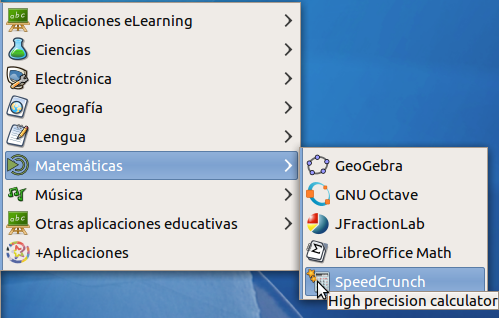 Aplicaciones eLearning
Ciencias
Electrónica
Geografía
Lengua
Matemáticas
Música
Otras aplicaciones educativas
+Aplicaciones
GeoGebra
GNU Octave
JFractionLab
LibreOffice Math
SpeedCrunch
High precision calculator